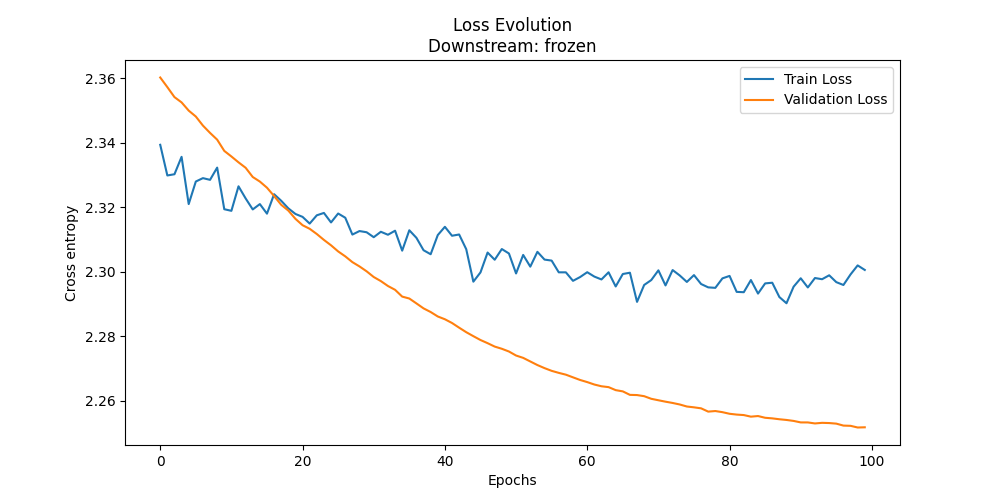 Loss Evolution
Downstream: frozen
Train Loss
Validation Loss
2.36
2.34
2.32
2.30
2.28
2.26
Cross entropy
0 20 40 60 80 100
Epochs